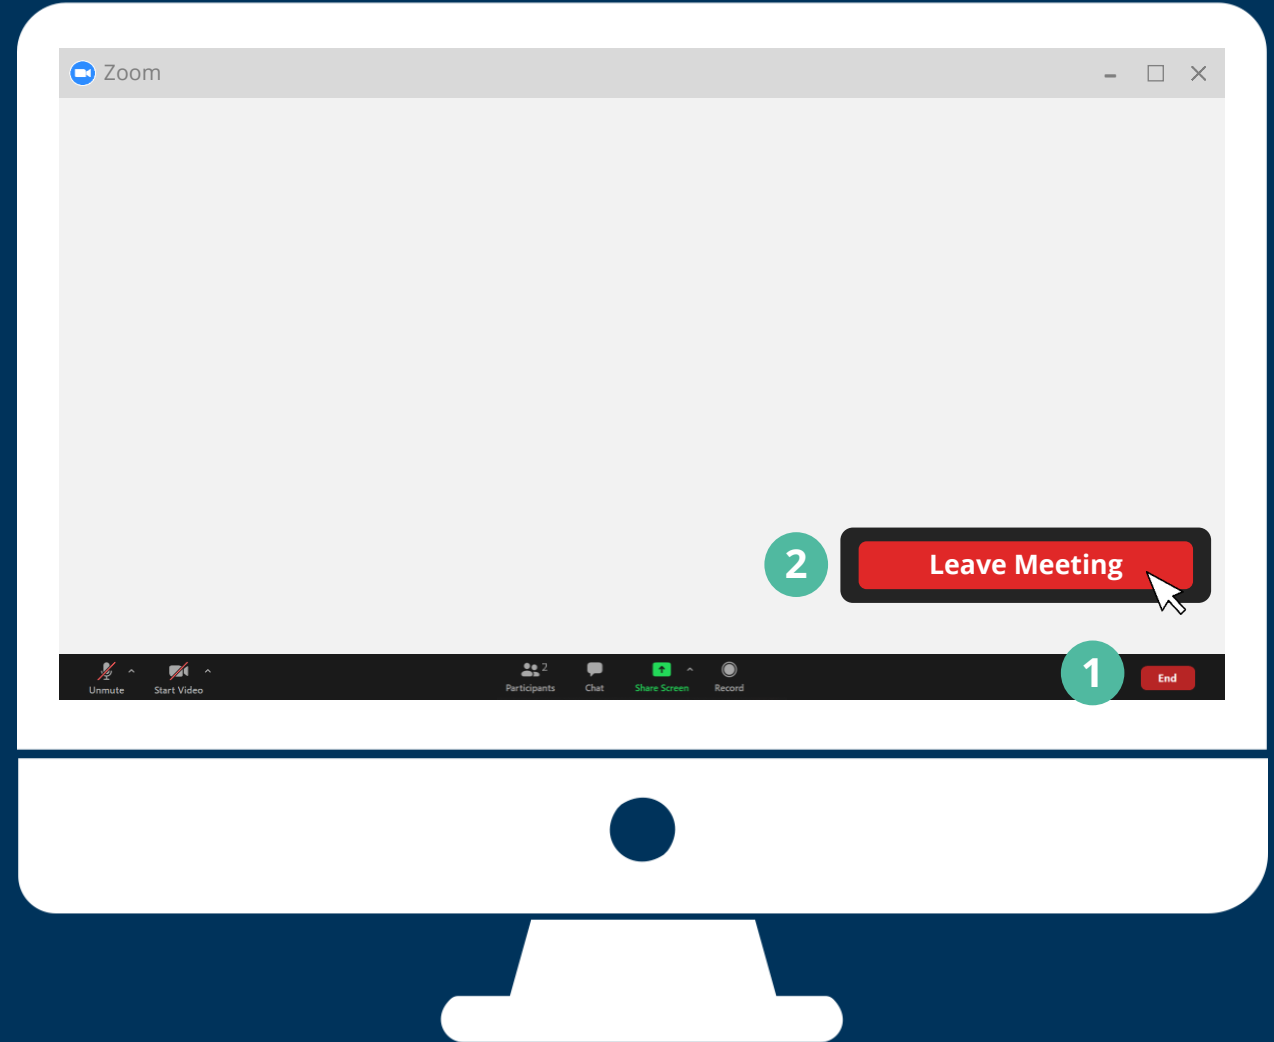 Zoom
2
Leave Meeting
Unmute
Start Video
2
Participants
Chat
Share Screen
Record
1
End